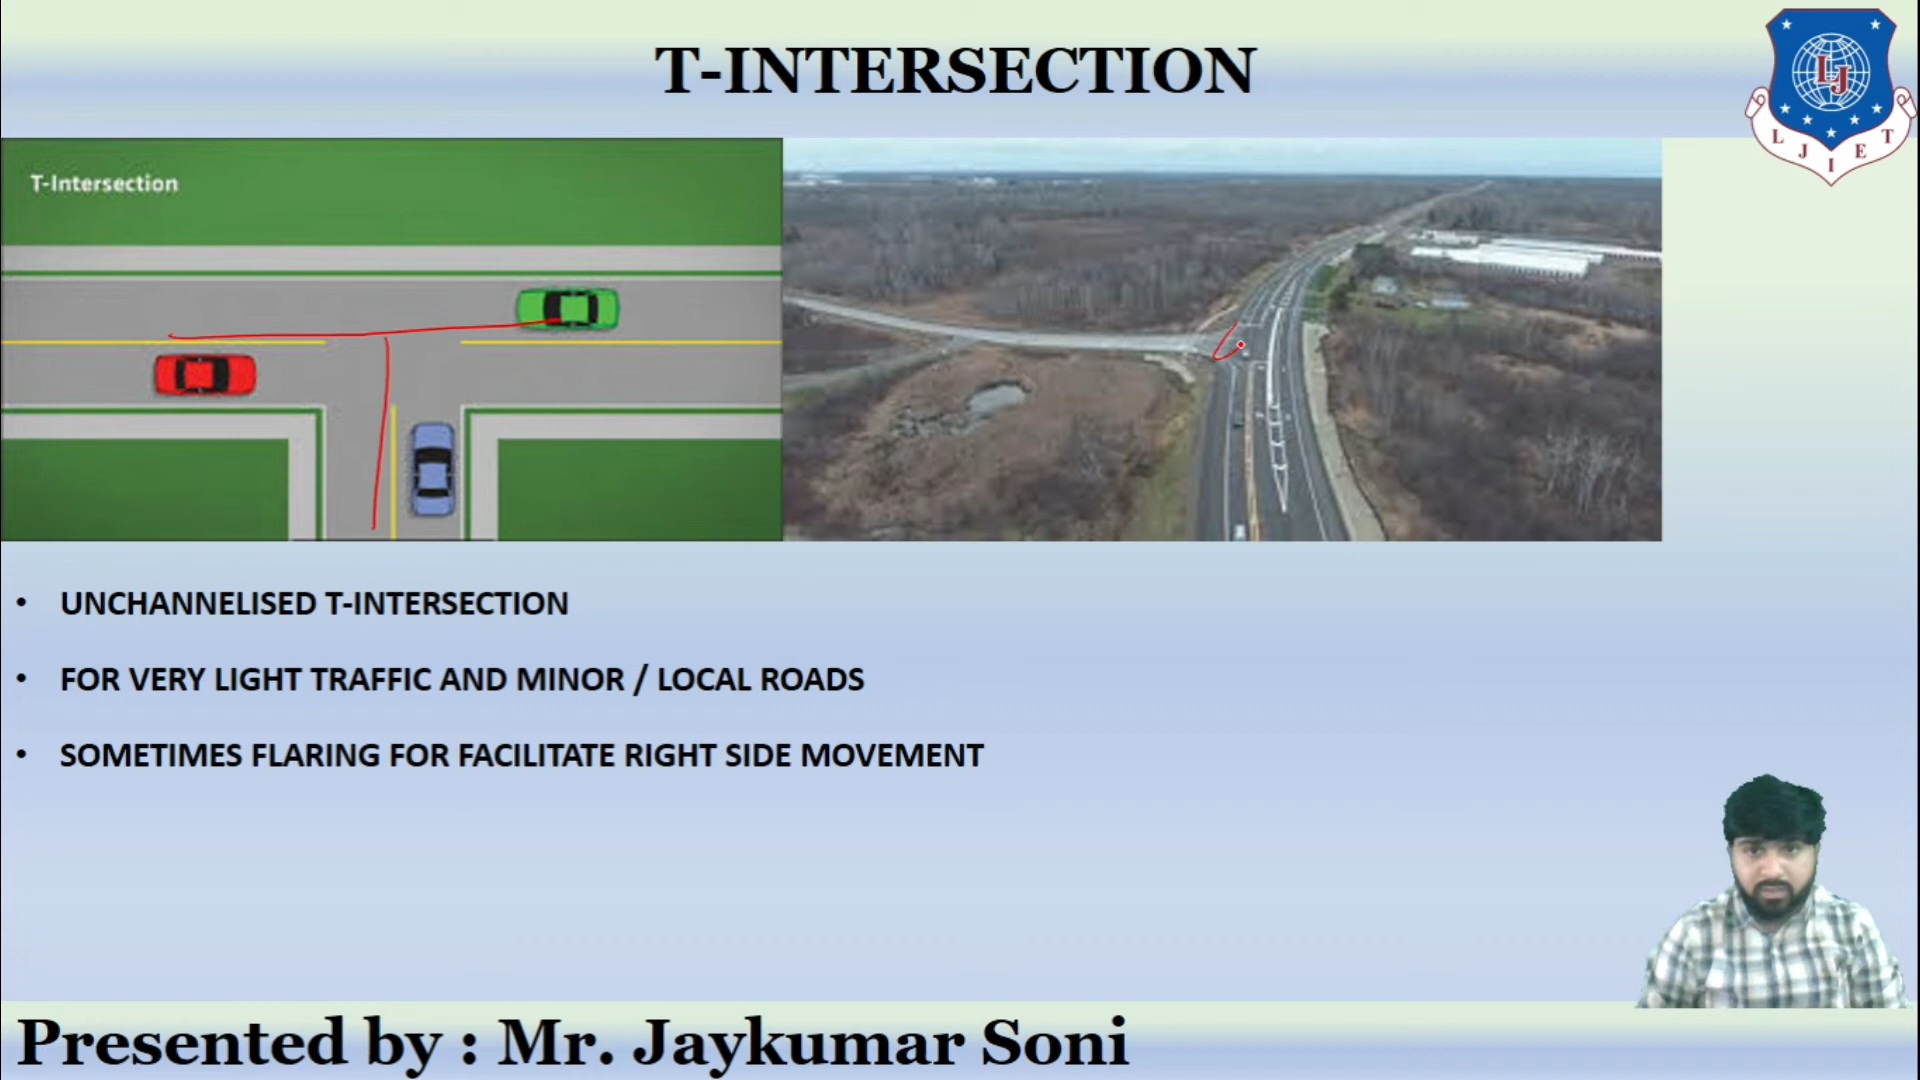 T-INTERSECTION
LJ
L J I E T
T-Intersection
• UNCHANNELISED T-INTERSECTION
• FOR VERY LIGHT TRAFFIC AND MINOR / LOCAL ROADS
• SOMETIMES FLARING FOR FACILITATE RIGHT SIDE MOVEMENT
Presented by : Mr. Jaykumar Soni